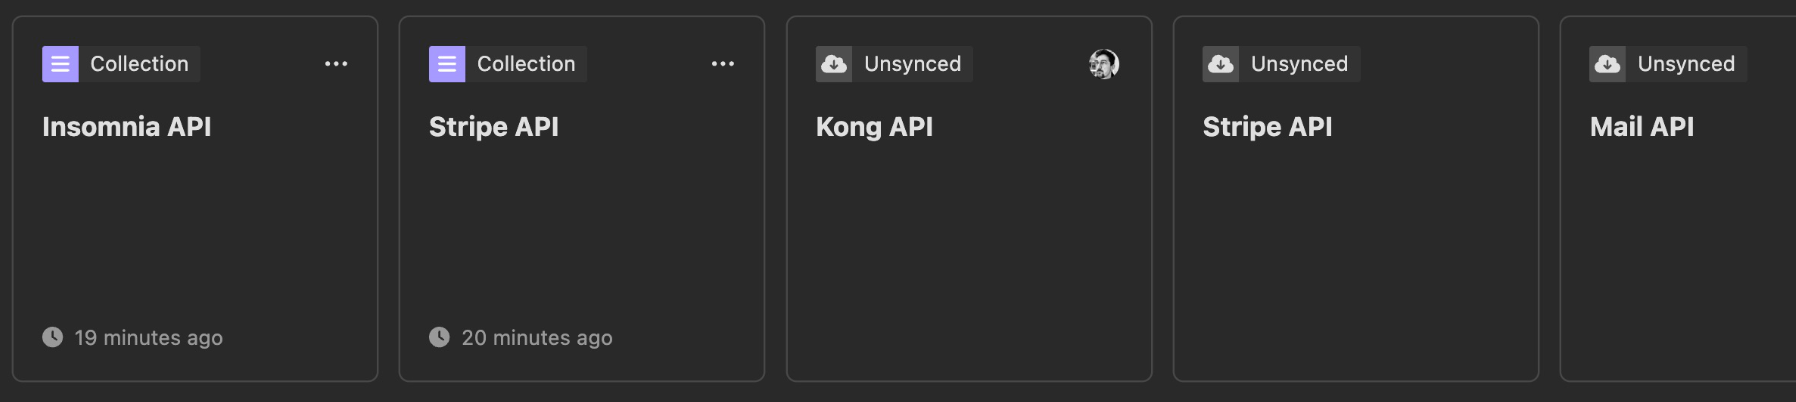 Collection
Insomnia API
19 minutes ago
Collection
Stripe API
20 minutes ago
Unsynced
Kong API
Unsynced
Stripe API
Unsynced
Mail API